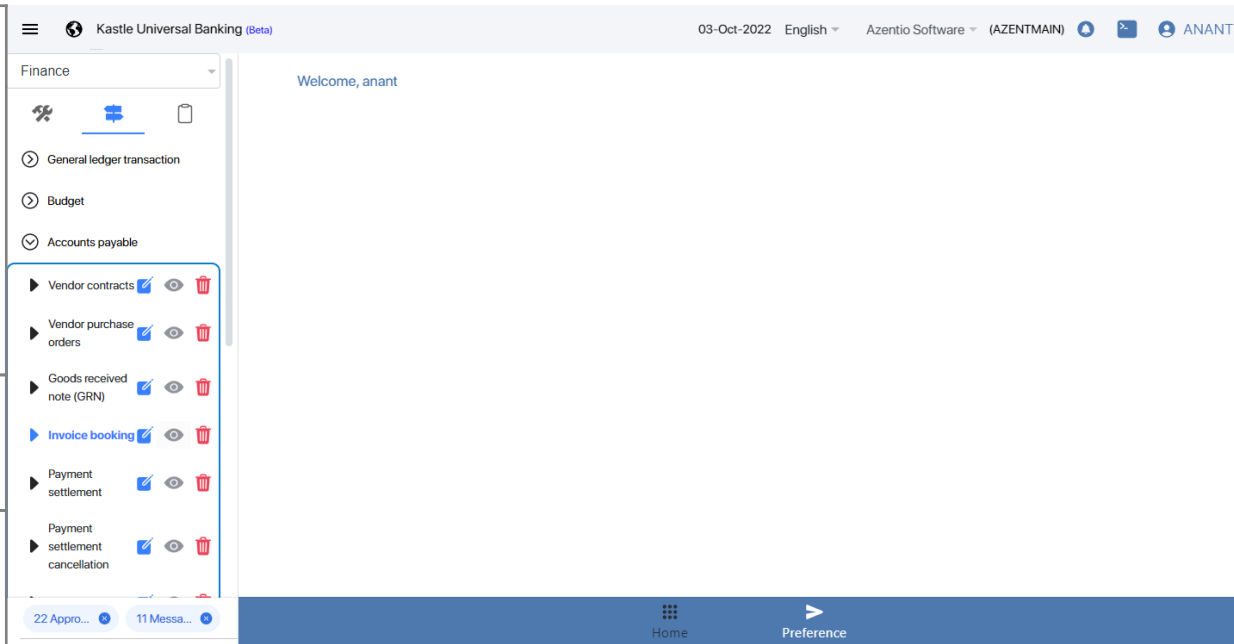 Kastle Universal Banking (Beta)
03-Oct-2022 English Azentio Software (AZENTMAIN) ANANT
Finance
Welcome, anant
General ledger transaction
Budget
Accounts payable
Vendor contracts
Vendor purchase
orders
Goods received
note (GRN)
Invoice booking
Payment
settlement
Payment
settlement
cancellation
22 Appro... 11 Messa...
Home Preference